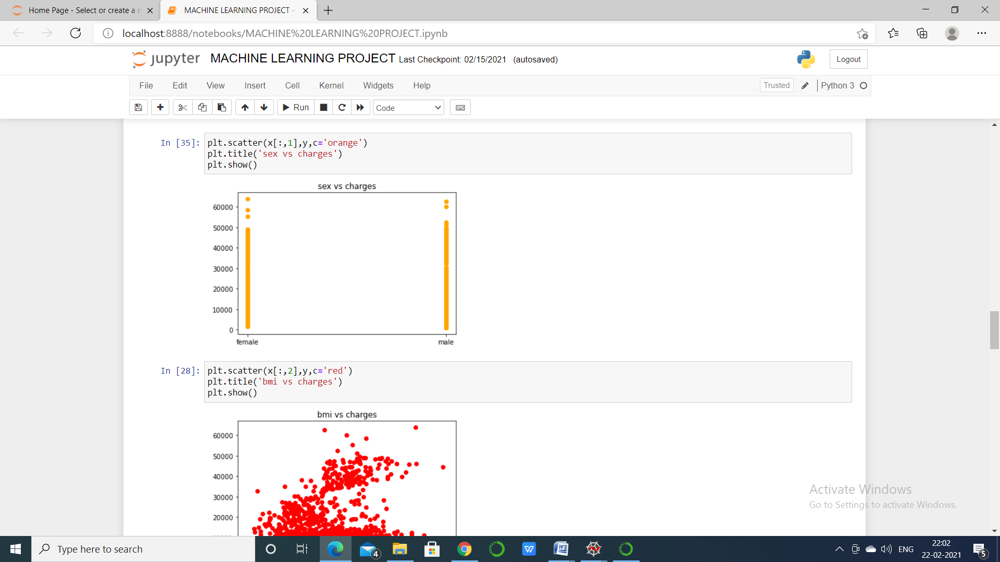 Home Page - Select or create a n
MACHINE LEARNING PROJECT -
localhost:8888/notebooks/MACHINE%20LEARNING%20PROJECT.ipynb
jupyter MACHINE LEARNING PROJECT Last Checkpoint: 02/15/2021 (autosaved)
Logout
File Edit View Insert Cell Kernel Widgets Help
Trusted Python 3
Run Code
In [35]: plt.scatter(x[:,1],y,c='orange')
plt.title('sex vs charges')
plt.show()
sex vs charges
60000
50000
40000
30000
20000
10000
0
female male
In [28]: plt.scatter(x[:,2],y,c='red')
plt.title('bmi vs charges')
plt.show()
bmi vs charges
60000
50000
40000
30000
20000
Activate Windows
Go to Settings to activate Windows.
Type here to search
4
W
W
ENG
22:02
22-02-2021
5